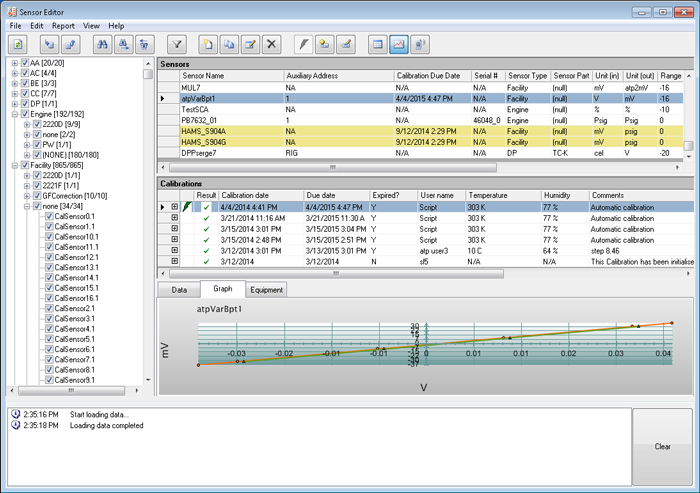 Sensor Editor
File Edit Report View Help
AA [20/20]
AC [4/4]
BE [3/3]
CC [7/7]
DP [1/1]
Engine [192/192]
2220D [9/9]
none [2/2]
PW [1/1]
(NONE) [180/180]
Facility [865/865]
2220D [1/1]
2221F [1/1]
GFCorrection [10/10]
none [34/34]
CalSensor0.1
CalSensor1.1
CalSensor10.1
CalSensor11.1
CalSensor12.1
CalSensor13.1
CalSensor14.1
CalSensor15.1
CalSensor16.1
CalSensor2.1
CalSensor3.1
CalSensor4.1
CalSensor5.1
CalSensor6.1
CalSensor7.1
CalSensor8.1
CalSensor9.1
Sensors
Sensor Name Auxiliary Address Calibration Due Date Serial # Sensor Type Sensor Part Unit (in) Unit (out) Range
MUL7 NA NA Facility (null) mV atp2mV -16
atpVarBpt1 1 4/4/2015 4:47 PM Facility (null) V mV -16
TestSCA NA Engine (null) % % -10
PB7632_01 1 46048_0 Engine (null) Psig Psig 0
HAMS_S904A NA 9/12/2014 2:29 PM Facility (null) mV psig 0
HAMS_S904G NA 9/12/2014 2:29 PM Facility (null) mV psig 0
DPPserge7 RIG NA DP TC-K cel V -20
Calibrations
Result Calibration date Due date Expired? User name Temperature Humidity Comments
4/4/2014 4:41 PM 4/4/2015 4:47 PM Y Script 303 K 77 % Automatic calibration
3/21/2014 11:16 AM 3/21/2015 11:30 A Y Script 303 K 77 % Automatic calibration
3/15/2014 3:01 PM 3/15/2015 3:04 PM Y Script 303 K 77 % Automatic calibration
3/15/2014 2:48 PM 3/15/2015 2:51 PM Y Script 303 K 77 % Automatic calibration
3/12/2014 3:01 PM 3/12/2015 3:01 PM Y atp user3 10 C 64 % step 8.46
3/12/2014 3/12/2014 N sf5 N/A N/A This Calibration has been initialise
Data Graph Equipment
atpVarBpt1
mV
-0.03 -0.02 -0.01 0 0.01 0.02 0.03 0.04
V
2:35:16 PM Start loading data...
2:35:18 PM Loading data completed
Clear